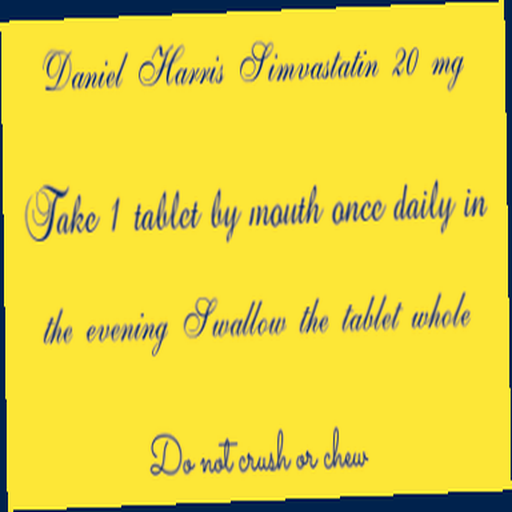 Daniel Harris Simvastatin 20 mg
Take 1 tablet by mouth once daily in
the evening Swallow the tablet whole
Do not crush or chew